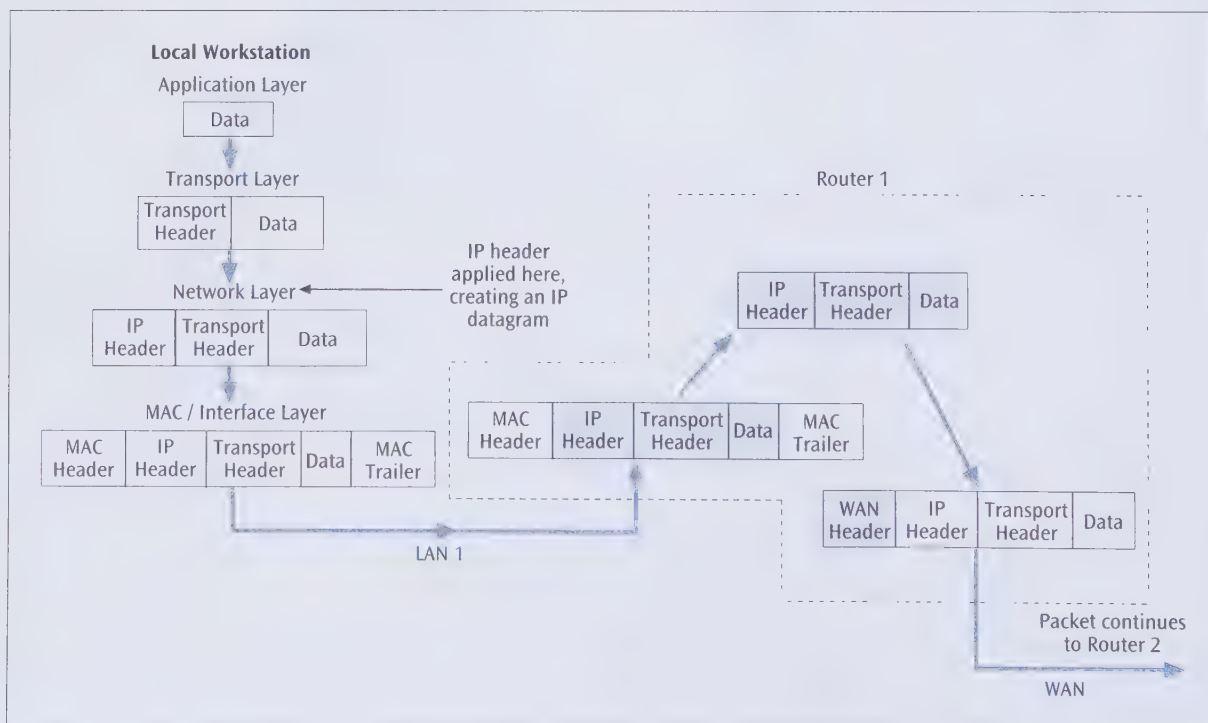 Local Workstation
Application Layer
Data
Transport Layer
Transport
Header
Data
Network Layer
IP header
applied here,
creating an IP
datagram
IP
Header
Transport
Header
Data
MAC / Interface Layer
MAC
Header
IP
Header
Transport
Header
Data
MAC
Trailer
LAN 1
Router 1
MAC
Header
IP
Header
Transport
Header
Data
MAC
Trailer
IP
Header
Transport
Header
Data
WAN
Header
IP
Header
Transport
Header
Data
Packet continues
to Router 2
WAN